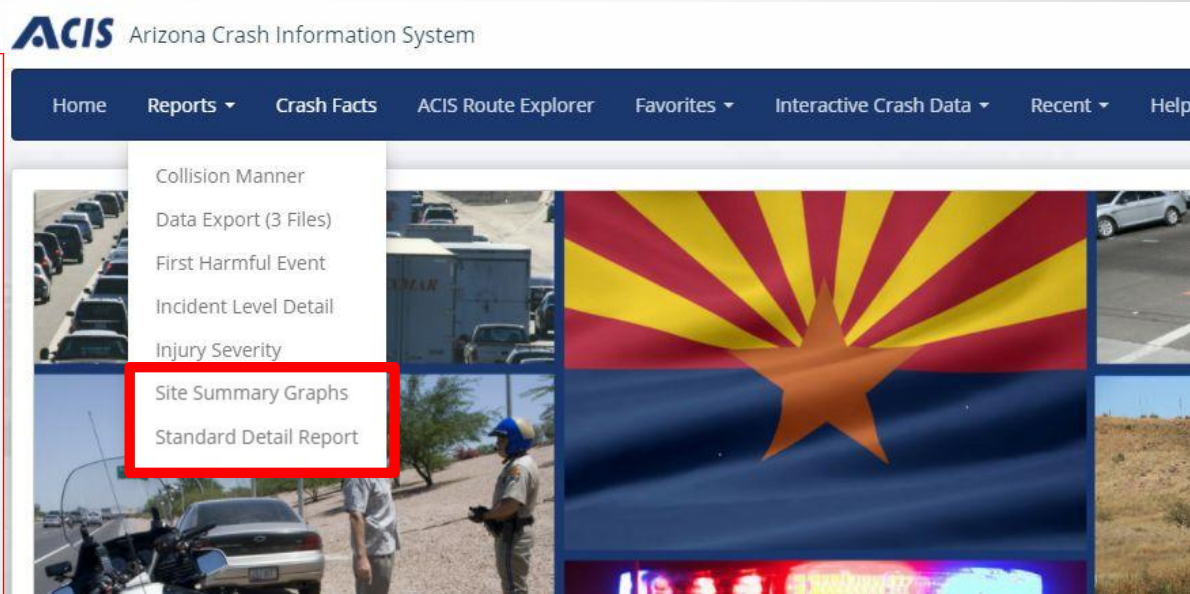 ACIS Arizona Crash Information System
Home Reports Crash Facts ACIS Route Explorer Favorites Interactive Crash Data Recent Help
Collision Manner
Data Export (3 Files)
First Harmful Event
Incident Level Detail
Injury Severity
Site Summary Graphs
Standard Detail Report